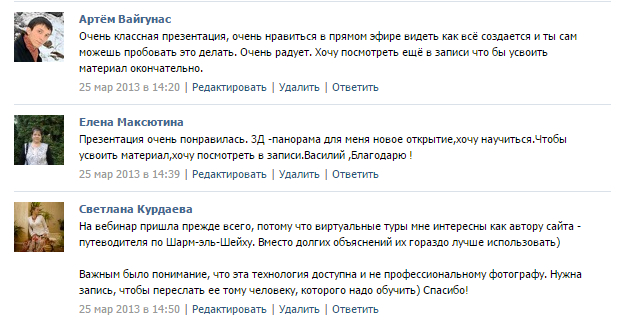 Артём Вайгунас
Очень классная презентация, очень нравиться в прямом эфире видеть как всё создается и ты сам
можешь пробовать это делать. Очень радует. Хочу посмотреть ещё в записи что бы усвоить
материал окончательно.
25 мар 2013 в 14:20 | Редактировать | Удалить | Ответить
Елена Максютина
Презентация очень понравилась. 3Д -панорама для меня новое открытие,хочу научиться.Чтобы
усвоить материал,хочу посмотреть в записи.Василий ,Благодарю !
25 мар 2013 в 14:39 | Редактировать | Удалить | Ответить
Светлана Курдаева
На вебинар пришла прежде всего, потому что виртуальные туры мне интересны как автору сайта -
путеводителя по Шарм-эль-Шейху. Вместо долгих объяснений их гораздо лучше использовать)
Важным было понимание, что эта технология доступна и не профессиональному фотографу. Нужна
запись, чтобы переслать ее тому человеку, которого надо обучить) Спасибо!
25 мар 2013 в 14:50 | Редактировать | Удалить | Ответить